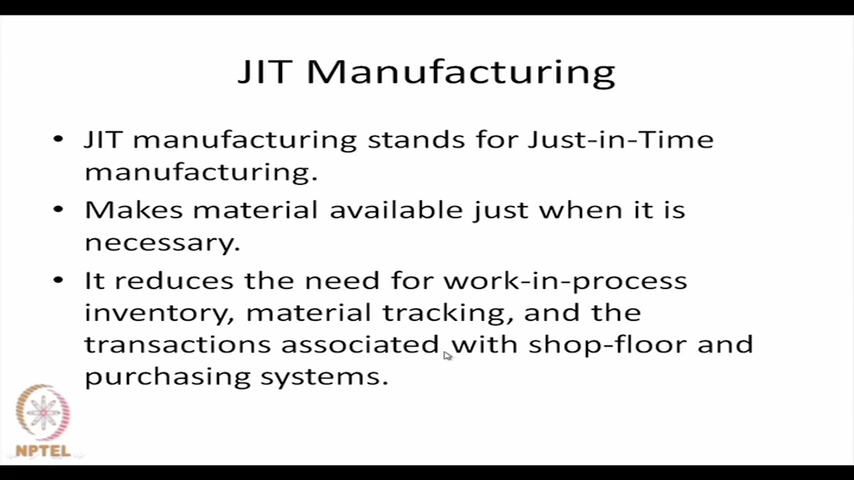 JIT Manufacturing
• JIT manufacturing stands for Just-in-Time
manufacturing.
• Makes material available just when it is
necessary.
• It reduces the need for work-in-process
inventory, material tracking, and the
transactions associated with shop-floor and
purchasing systems.
NPTEL